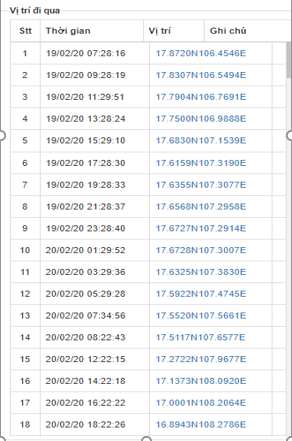 Vị trí đi qua
Stt Thời gian Vị trí Ghi chú
1 19/02/20 07:28:16 17.8720N106.4546E
2 19/02/20 09:28:19 17.8307N106.5494E
3 19/02/20 11:29:51 17.7904N106.7691E
4 19/02/20 13:28:24 17.7500N106.9888E
5 19/02/20 15:29:10 17.6830N107.1539E
6 19/02/20 17:28:30 17.6159N107.3190E
7 19/02/20 19:28:33 17.6355N107.3077E
8 19/02/20 21:28:37 17.6568N107.2958E
9 19/02/20 23:28:40 17.6727N107.2914E
10 20/02/20 01:29:52 17.6728N107.3007E
11 20/02/20 03:29:36 17.6325N107.3830E
12 20/02/20 05:29:28 17.5922N107.4745E
13 20/02/20 07:34:56 17.5520N107.5661E
14 20/02/20 08:22:43 17.5117N107.6577E
15 20/02/20 12:22:15 17.2722N107.9677E
16 20/02/20 14:22:18 17.1373N108.0920E
17 20/02/20 16:22:22 17.0001N108.2064E
18 20/02/20 18:22:26 16.8943N108.2786E